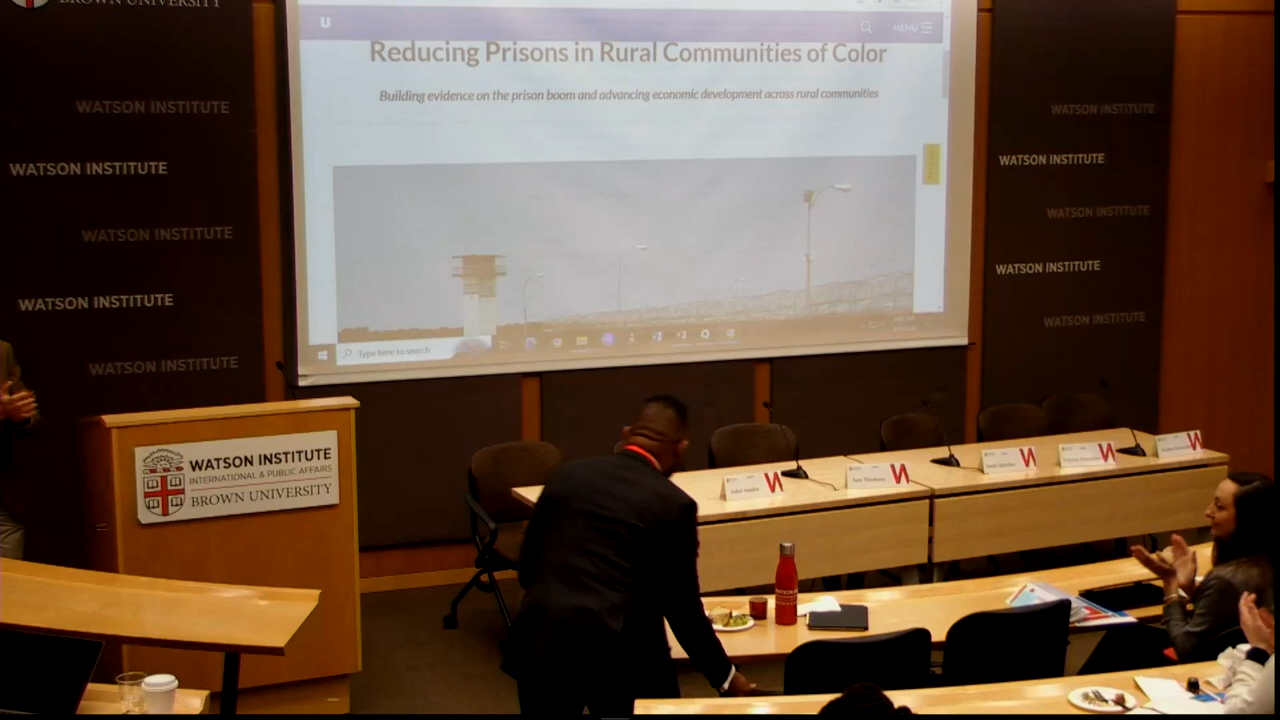 BROWN UNIVERSITY
U
MENU
Reducing Prisons in Rural Communities of Color
Building evidence on the prison boom and advancing economic development across rural communities
Type here to search
WATSON INSTITUTE
WATSON INSTITUTE
WATSON INSTITUTE
WATSON INSTITUTE
WATSON INSTITUTE
WATSON INSTITUTE
WATSON INSTITUTE
WATSON INSTITUTE
WATSON INSTITUTE
WATSON INSTITUTE
WATSON INSTITUTE
INTERNATIONAL & PUBLIC AFFAIRS
BROWN UNIVERSITY